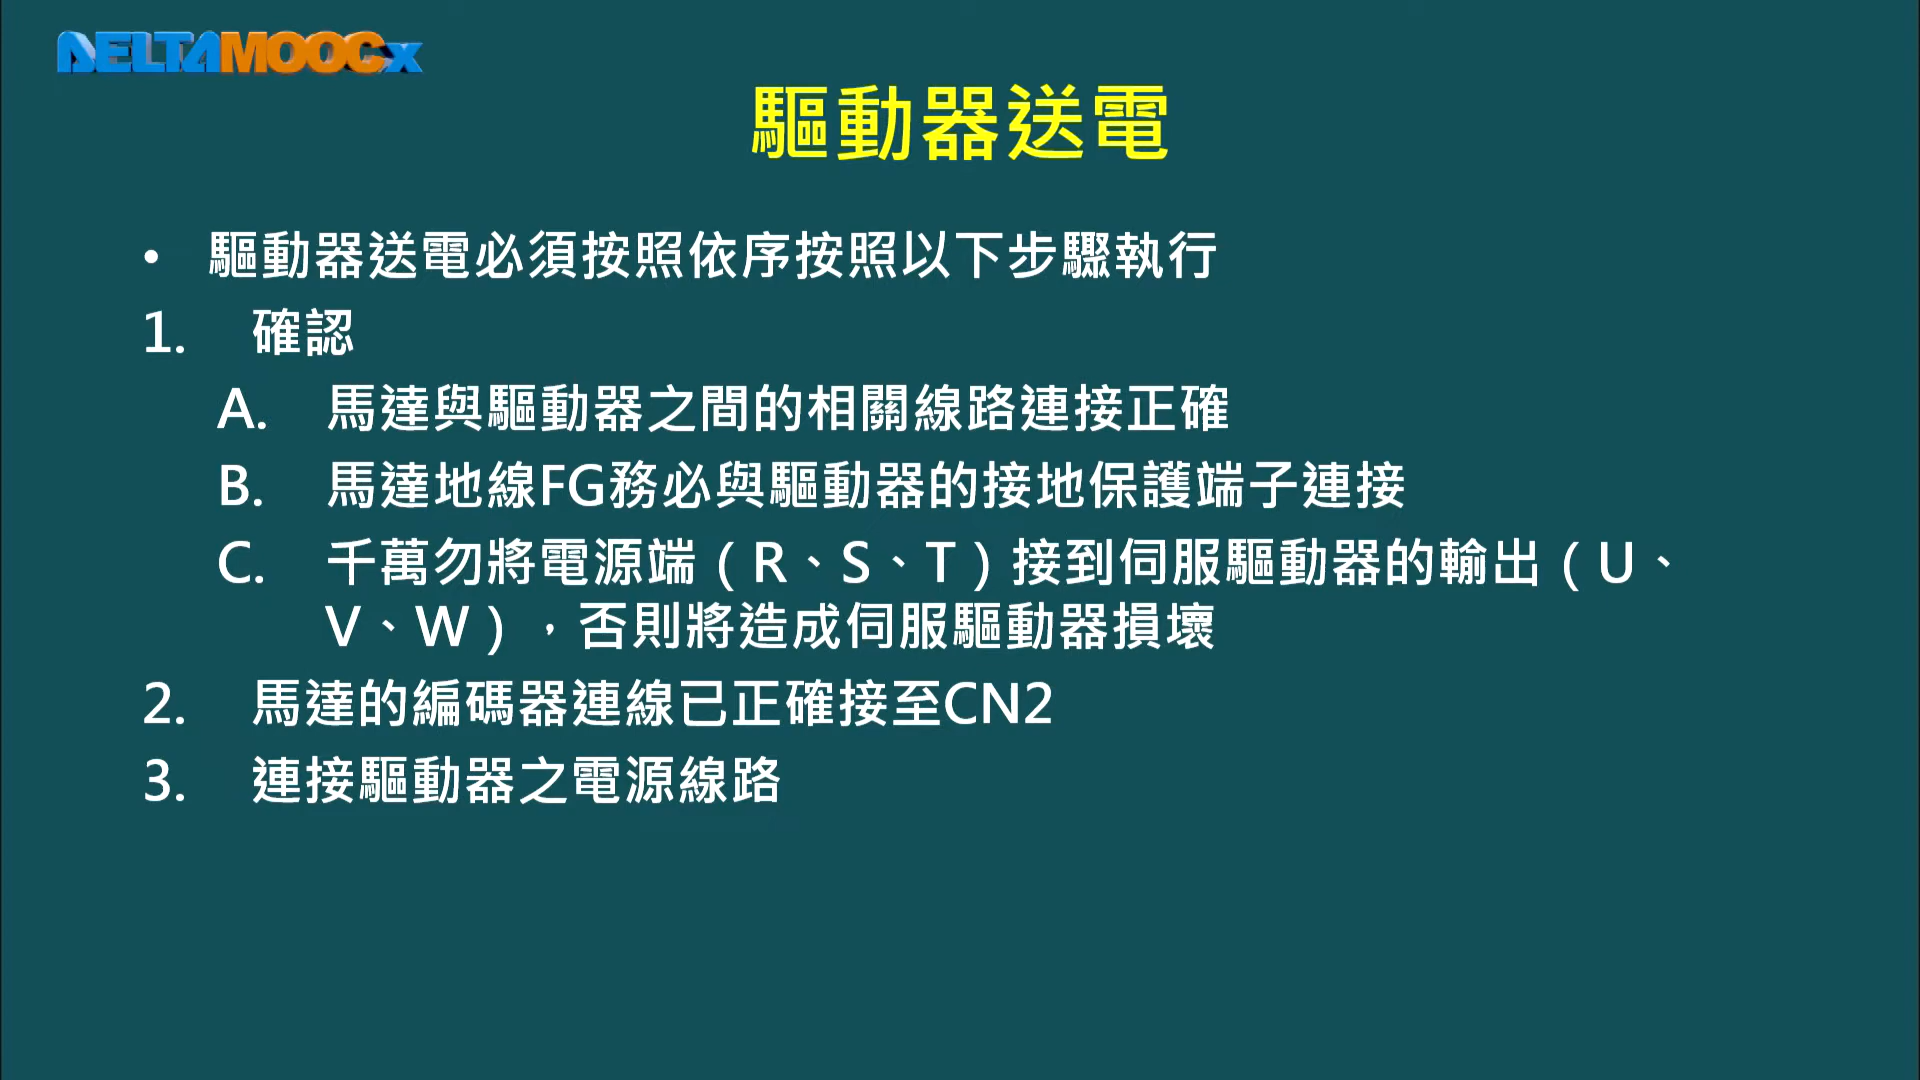 DELTAMOOCx
驅動器送電
• 驅動器送電必須按照依序按照以下步驟執行
1. 確認
A. 馬達與驅動器之間的相關線路連接正確
B. 馬達地線FG務必與驅動器的接地保護端子連接
C. 千萬勿將電源端（R、S、T）接到伺服驅動器的輸出（U、
V、W），否則將造成伺服驅動器損壞
2. 馬達的編碼器連線已正確接至CN2
3. 連接驅動器之電源線路